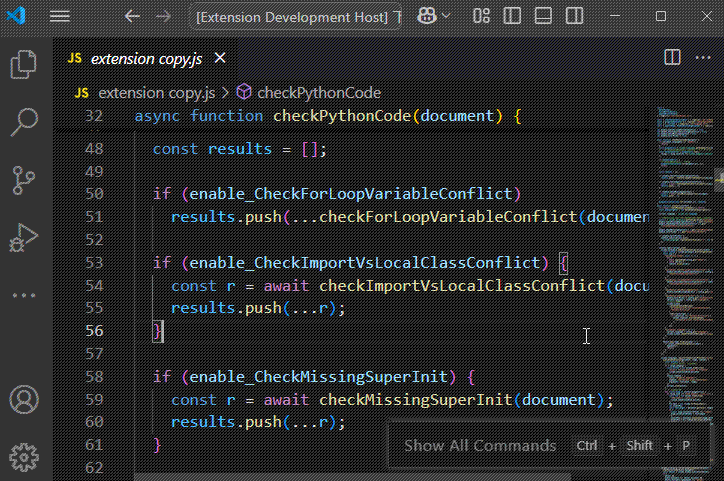 [Extension Development Host] T
JS extension copy.js
JS extension copy.js > checkPythonCode
32 async function checkPythonCode(document) {
48 const results = [];
49
50 if (enable_CheckForLoopVariableConflict)
51 results.push(...checkForLoopVariableConflict(documen
52
53 if (enable_CheckImportVsLocalClassConflict) {
54 const r = await checkImportVsLocalClassConflict(docu
55 results.push(...r);
56 }
57
58 if (enable_CheckMissingSuperInit) {
59 const r = await checkMissingSuperInit(document);
60 results.push(...r);
61 }
62
Show All Commands Ctrl + Shift + P